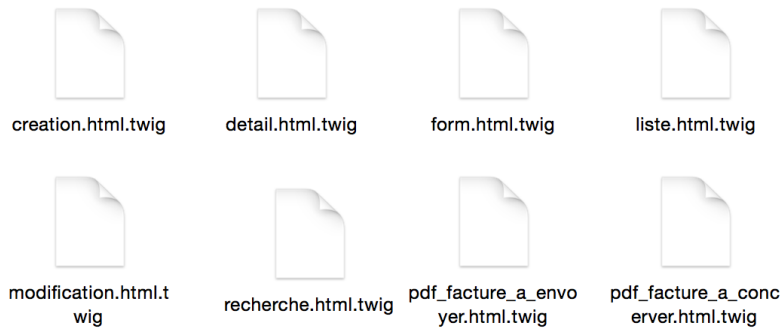 creation.html.twig
detail.html.twig
form.html.twig
liste.html.twig
modification.html.t
wig
recherche.html.twig
pdf_facture_a_envo
yer.html.twig
pdf_facture_a_conc
erver.html.twig